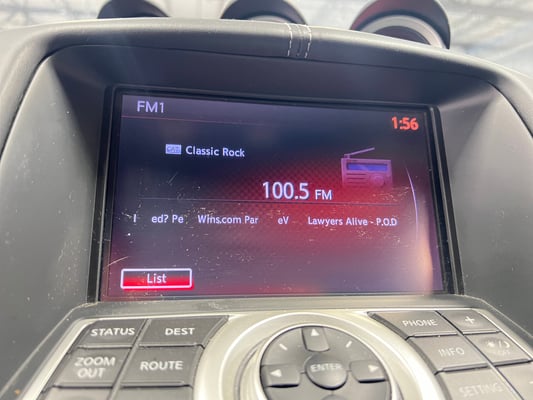 FM1
1:56
Classic Rock
100.5 FM
I ed? Pe Wins.com Par eV Lawyers Alive - P.O.D
List
STATUS DEST PHONE +
ZOOM OUT ROUTE ENTER INFO
SETTING